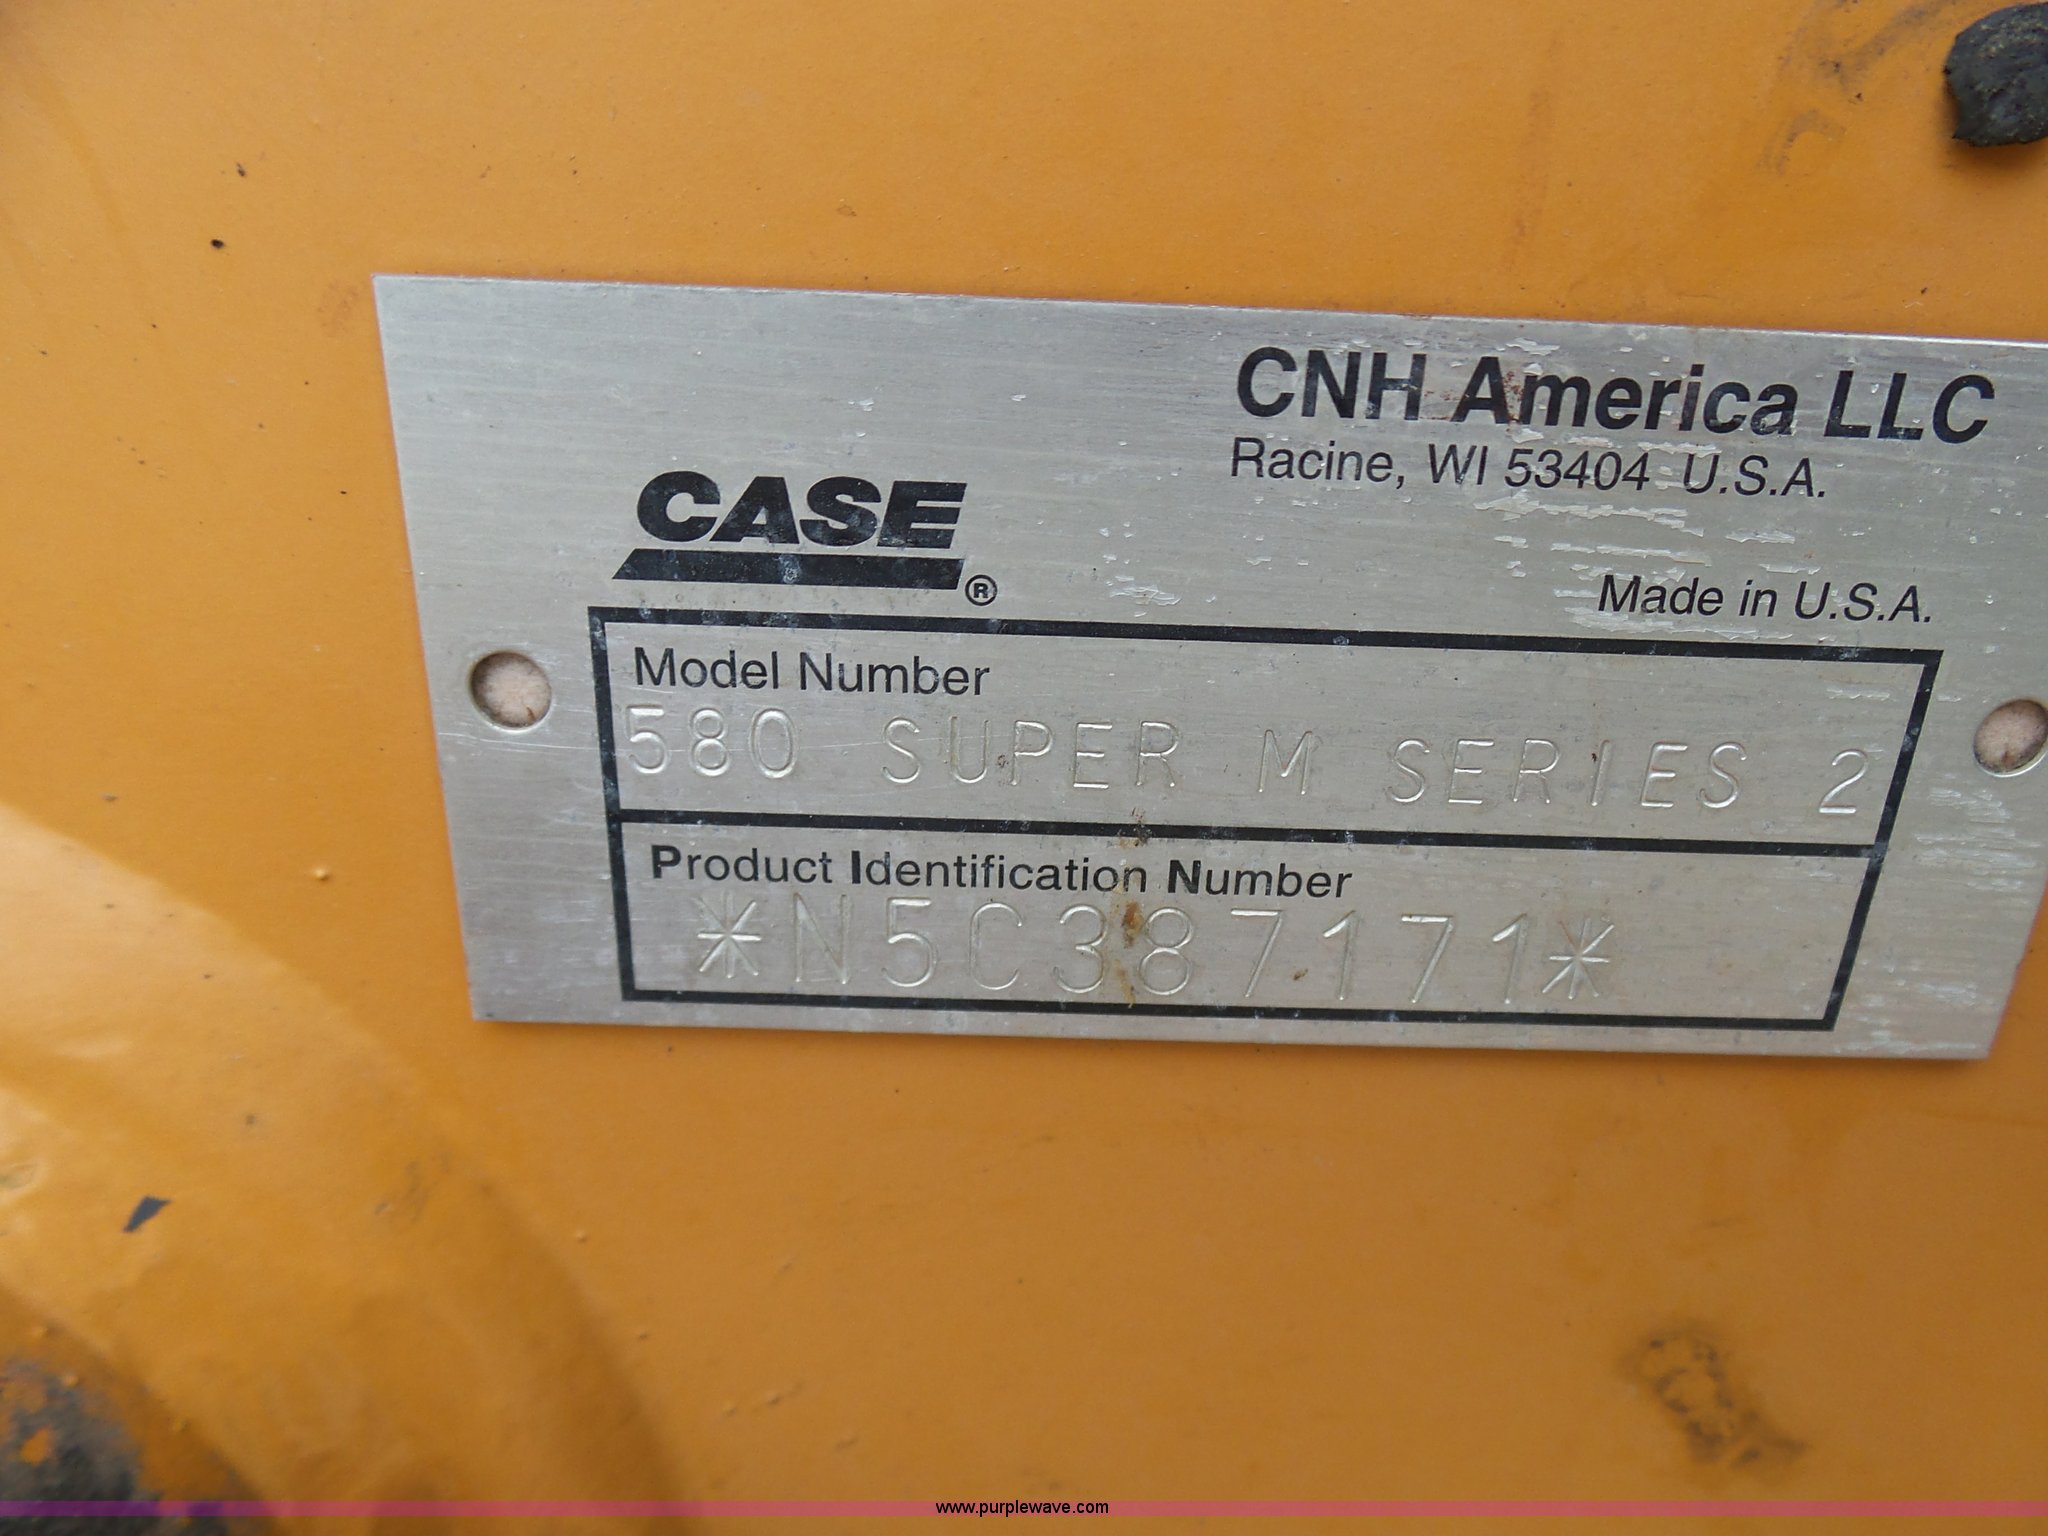 CNH America LLC
Racine, WI 53404 U.S.A.
CASE®
Made in U.S.A.
Model Number
580 SUPER M SERIES 2
Product Identification Number
*N5C387171*
www.purplewave.com